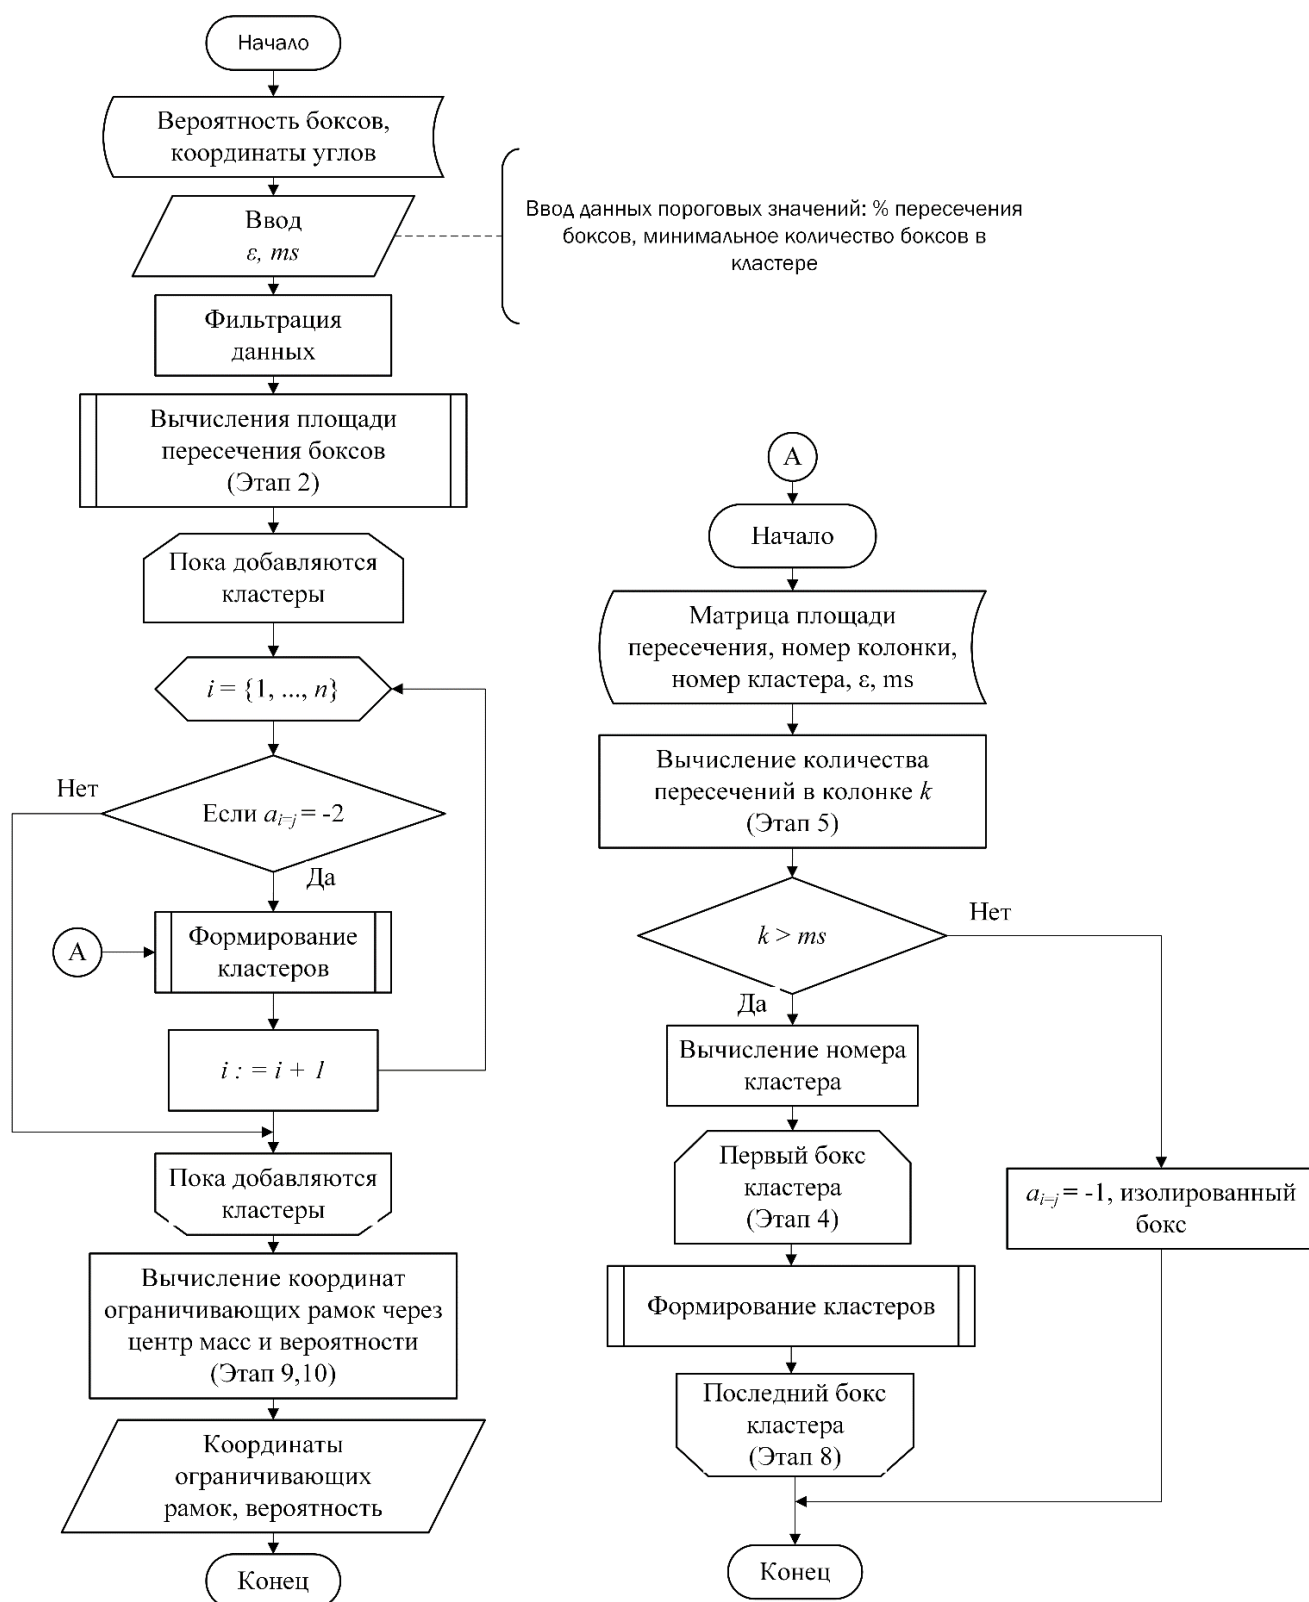 Начало
Вероятность боксов,
координаты углов
Ввод
ε, ms
Ввод данных пороговых значений: % пересечения
боксов, минимальное количество боксов в
кластере
Фильтрация
данных
Вычисления площади
пересечения боксов
(Этап 2)
Пока добавляются
кластеры
i = {1, ..., n}
Нет
Если a_{i=j} = -2
Да
A
Формирование
кластеров
i : = i + 1
Пока добавляются
кластеры
Вычисление координат
ограничивающих рамок через
центр масс и вероятности
(Этап 9,10)
Координаты
ограничивающих
рамок, вероятность
Конец
A
Начало
Матрица площади
пересечения, номер колонки,
номер кластера, ε, ms
Вычисление количества
пересечений в колонке k
(Этап 5)
k > ms
Нет
Да
Вычисление номера
кластера
Первый бокс
кластера
(Этап 4)
a_{i=j} = -1, изолированный
бокс
Формирование кластеров
Последний бокс
кластера
(Этап 8)
Конец